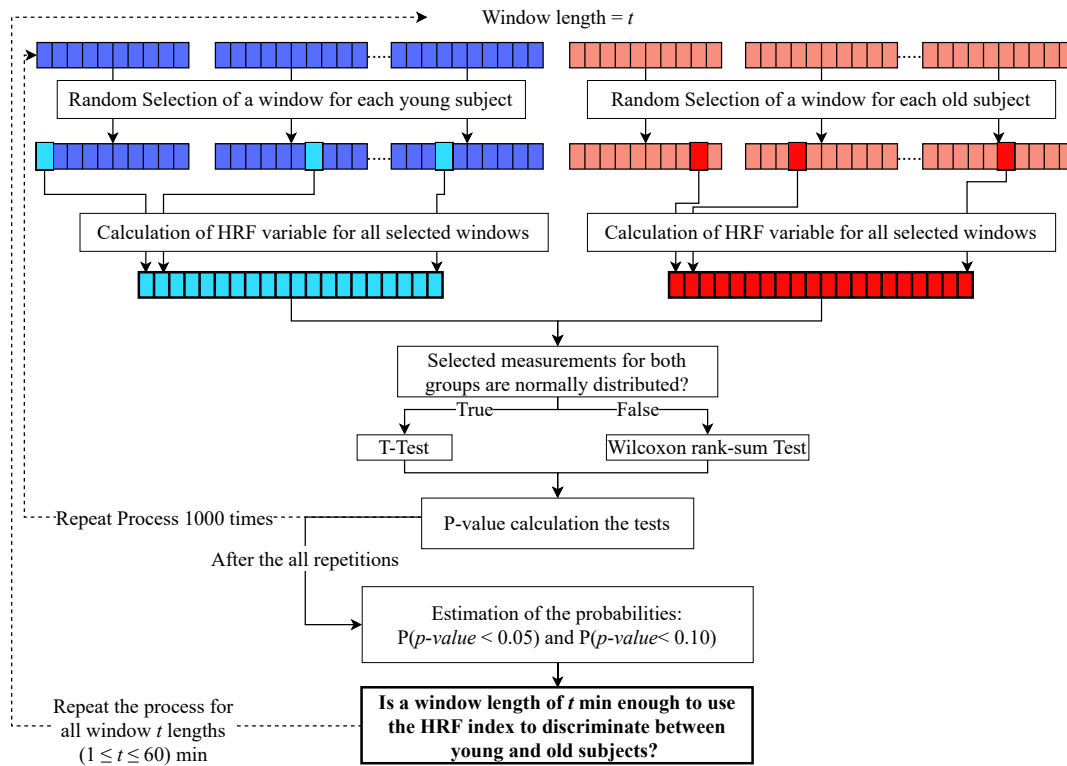 Window length = t
Random Selection of a window for each young subject
Random Selection of a window for each old subject
Calculation of HRF variable for all selected windows
Calculation of HRF variable for all selected windows
Selected measurements for both
groups are normally distributed?
True
False
T-Test
Wilcoxon rank-sum Test
Repeat Process 1000 times
P-value calculation the tests
After the all repetitions
Estimation of the probabilities:
P(p-value < 0.05) and P(p-value< 0.10)
Repeat the process for
all window t lengths
(1 ≤ t ≤ 60) min
Is a window length of t min enough to use
the HRF index to discriminate between
young and old subjects?